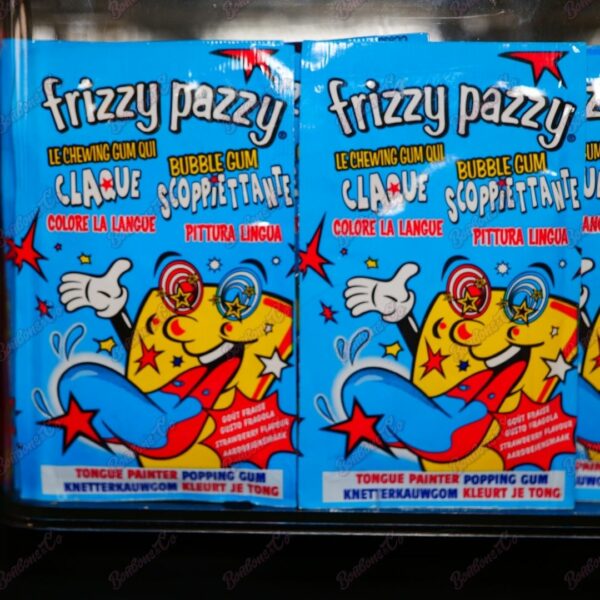 frizzy pazzy®
LE CHEWING GUM QUI
CLAQUE
COLORE LA LANGUE
BUBBLE GUM
SCOPPIETTANTE
PITTURA LINGUA
GOÛT FRAISE
GUSTO FRAGOLA
STRAWBERRY FLAVOUR
AARDBEIENSMAAK
TONGUE PAINTER POPPING GUM
KNETTERKAUWGOM KLEURT JE TONG
frizzy pazzy®
LE CHEWING GUM QUI
CLAQUE
COLORE LA LANGUE
BUBBLE GUM
SCOPPIETTANTE
PITTURA LINGUA
GOÛT FRAISE
GUSTO FRAGOLA
STRAWBERRY FLAVOUR
AARDBEIENSMAAK
TONGUE PAINTER POPPING GUM
KNETTERKAUWGOM KLEURT JE TONG